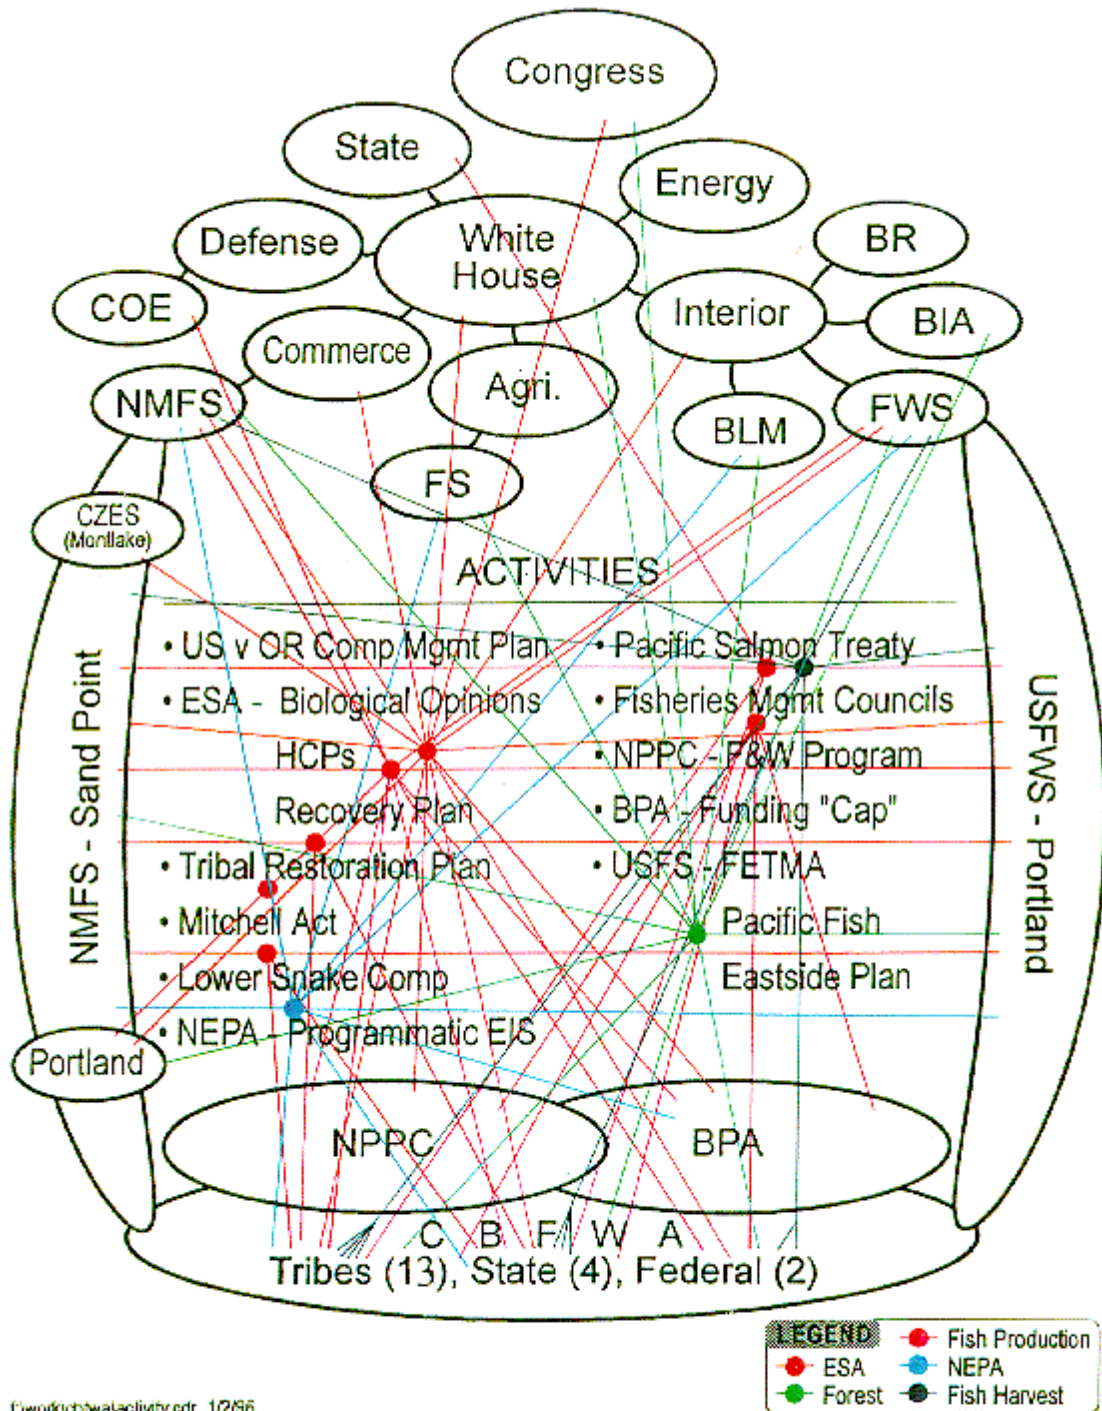 Congress
State
Energy
White
House
Defense
BR
COE
Interior
BIA
Commerce
Agri.
NMFS
FWS
BLM
FS
CZES
(Montlake)
ACTIVITIES
• US v OR Comp Mgmt Plan
• ESA - Biological Opinions
HCPs
Recovery Plan
• Tribal Restoration Plan
• Mitchell Act
• Lower Snake Comp
• NEPA - Programmatic EIS
• Pacific Salmon Treaty
• Fisheries Mgmt Councils
• NPPC - F&W Program
• BPA - Funding "Cap"
• USFS - FETMA
Pacific Fish
Eastside Plan
NMFS - Sand Point
USFWS - Portland
Portland
NPPC
BPA
C B F W A
Tribes (13), State (4), Federal (2)
LEGEND
Fish Production
ESA
NEPA
Forest
Fish Harvest
1/2/96